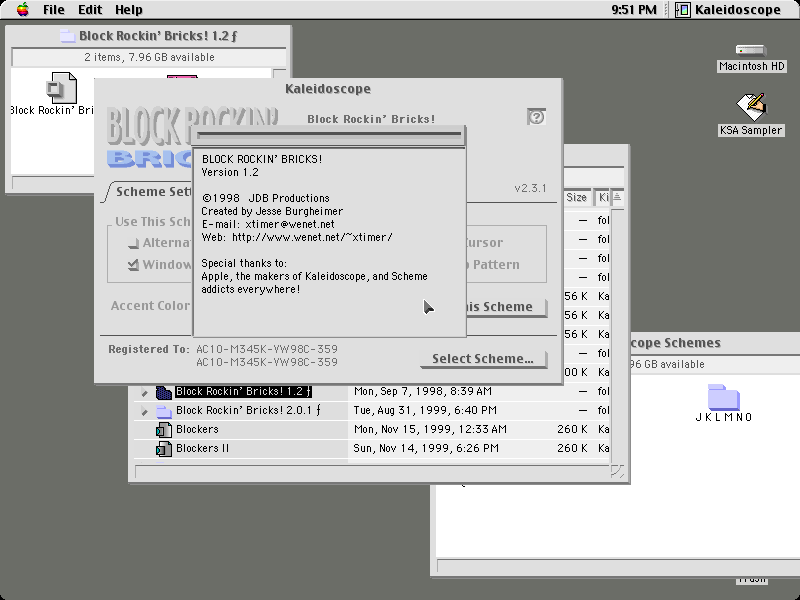 File Edit Help
9:51 PM
Kaleidoscope
Block Rockin' Bricks! 1.2 ƒ
2 items, 7.96 GB available
Block Rockin' Bri
Macintosh HD
KSA Sampler
Kaleidoscope
BLOCK ROCKIN'
BRIC
Block Rockin' Bricks!
v2.3.1
Scheme Set
Use This Sch
Alterna
Window
Cursor
Pattern
Accent Color
his Scheme
Registered To: AC10-M345K-VW98C-359
AC10-M345K-VW98C-359
Select Scheme...
BLOCK ROCKIN' BRICKS!
Version 1.2
©1998 JDB Productions
Created by Jesse Burgheimer
E-mail: xtimer@wenet.net
Web: http://www.wenet.net/~xtimer/
Special thanks to:
Apple, the makers of Kaleidoscope, and Scheme
addicts everywhere!
Size Ki
— fol
— fol
— fol
— fol
56 K Ka
56 K Ka
56 K Ka
— fol
00 K Ka
Block Rockin' Bricks! 1.2 ƒ Mon, Sep 7, 1998, 8:39 AM — fol
Block Rockin' Bricks! 2.0.1 ƒ Tue, Aug 31, 1999, 6:40 PM — fol
Blockers Mon, Nov 15, 1999, 12:33 AM 260 K Ka
Blockers II Sun, Nov 14, 1999, 6:26 PM 260 K Ka
cope Schemes
96 GB available
J K L M N O
Trash